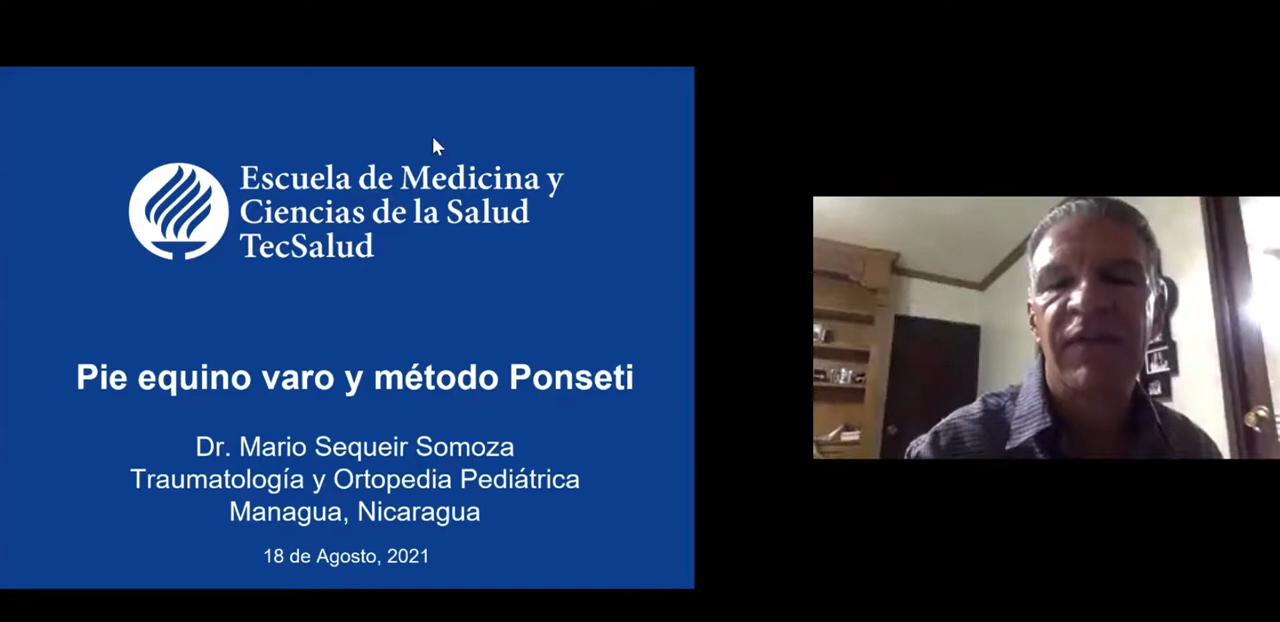 Escuela de Medicina y
Ciencias de la Salud
TecSalud
Pie equino varo y método Ponseti
Dr. Mario Sequeir Somoza
Traumatología y Ortopedia Pediátrica
Managua, Nicaragua
18 de Agosto, 2021